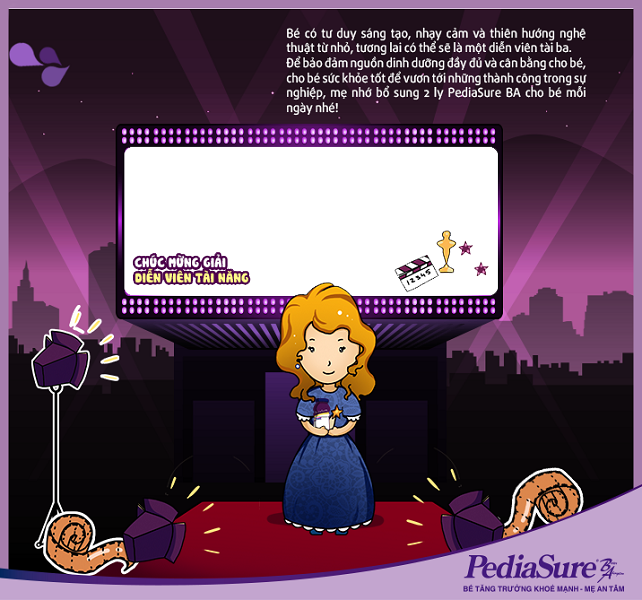 Bé có tư duy sáng tạo, nhạy cảm và thiên hướng nghệ
thuật từ nhỏ, tương lai có thể sẽ là một diễn viên tài ba.
Để bảo đảm nguồn dinh dưỡng đầy đủ và cân bằng cho bé,
cho bé sức khỏe tốt để vươn tới những thành công trong sự
nghiệp, mẹ nhớ bổ sung 2 ly PediaSure BA cho bé mỗi
ngày nhé!
CHÚC MỪNG GIẢI
DIỄN VIÊN TÀI NĂNG
12345
PediaSure® BA
BÉ TĂNG TRƯỞNG KHOẺ MẠNH - MẸ AN TÂM